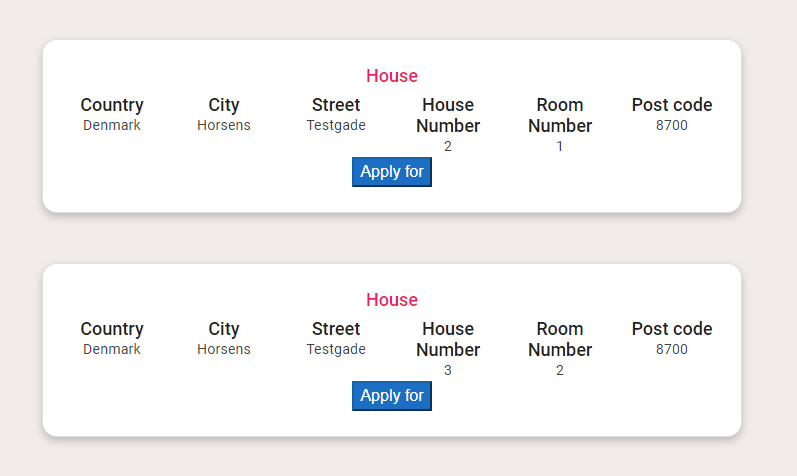 House
Country City Street House Room Post code
Denmark Horsens Testgade Number Number 8700
2 1
Apply for
House
Country City Street House Room Post code
Denmark Horsens Testgade Number Number 8700
3 2
Apply for